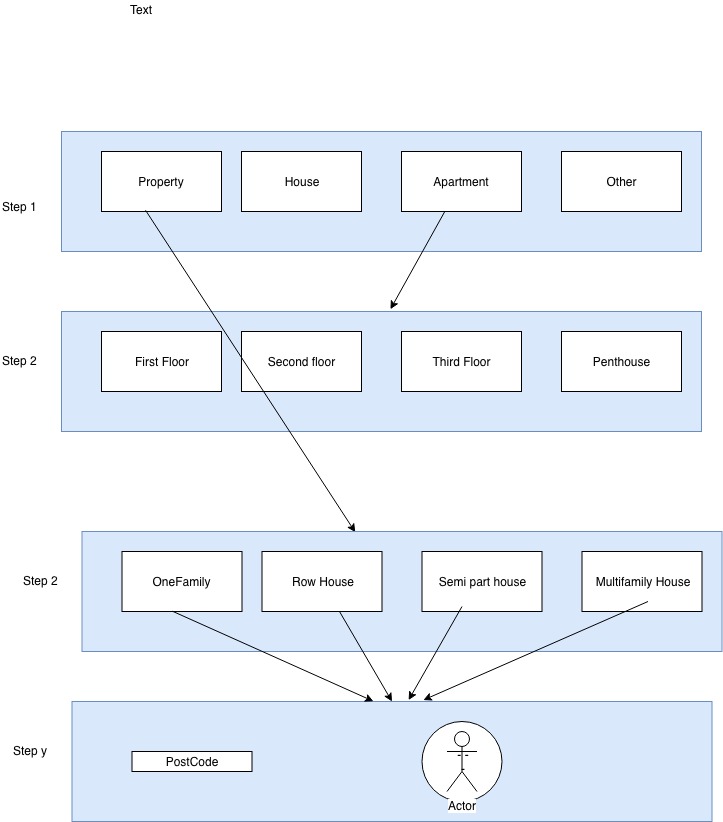 Text
Step 1
Property
House
Apartment
Other
Step 2
First Floor
Second floor
Third Floor
Penthouse
Step 2
OneFamily
Row House
Semi part house
Multifamily House
Step y
PostCode
Actor